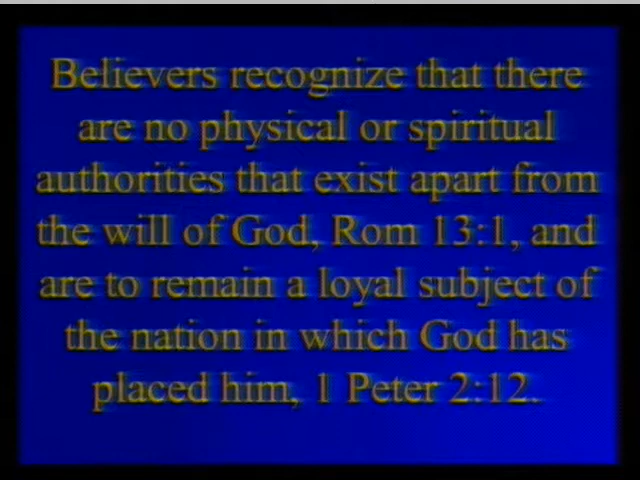 Believers recognize that there
are no physical or spiritual
authorities that exist apart from
the will of God, Rom 13:1, and
are to remain a loyal subject of
the nation in which God has
placed him, 1 Peter 2:12.